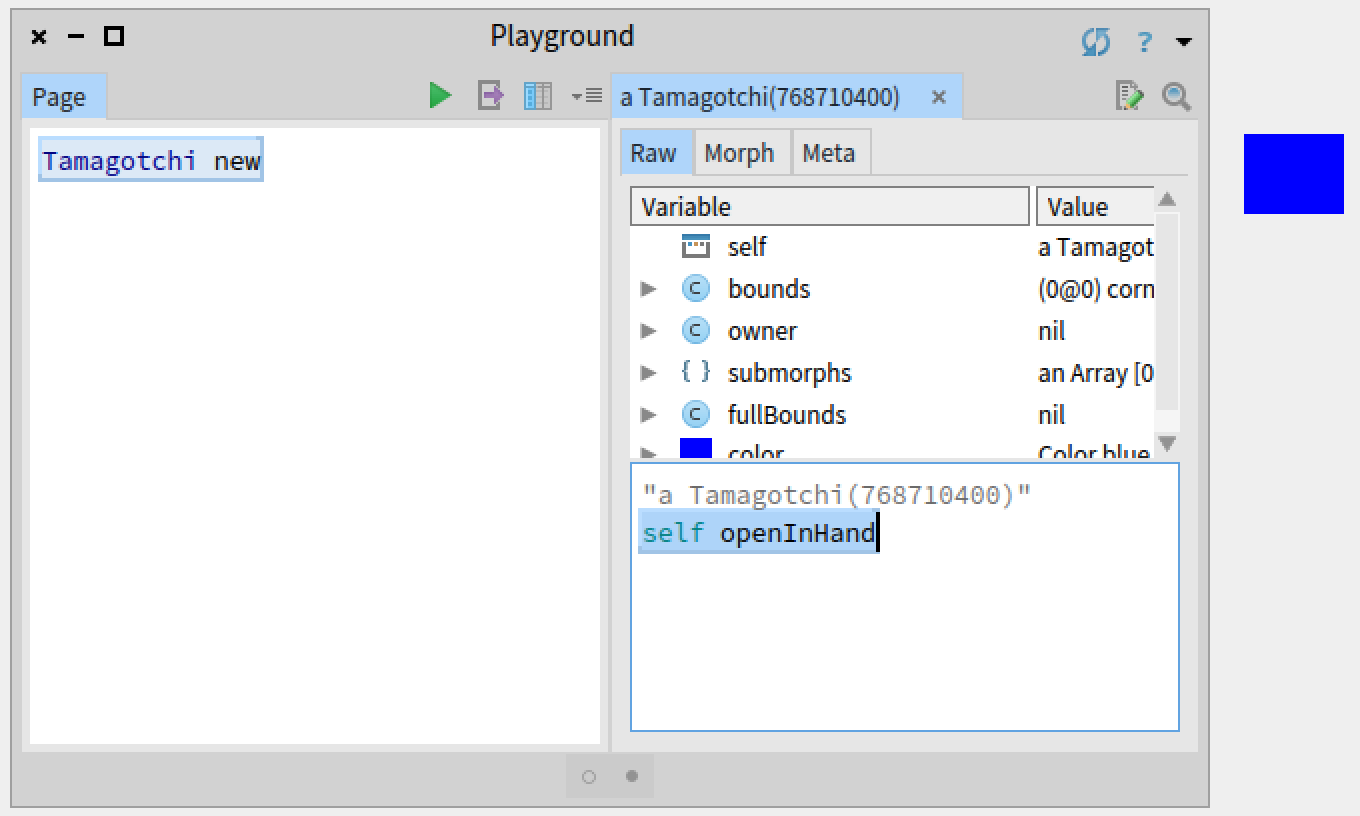 Playground
?
Page
a Tamagotchi(768710400)
Tamagotchi new
Raw Morph Meta
Variable Value
self a Tamagot
C bounds (0@0) corn
C owner nil
{ } submorphs an Array [0
C fullBounds nil
color Color blue
"a Tamagotchi(768710400)"
self openInHand